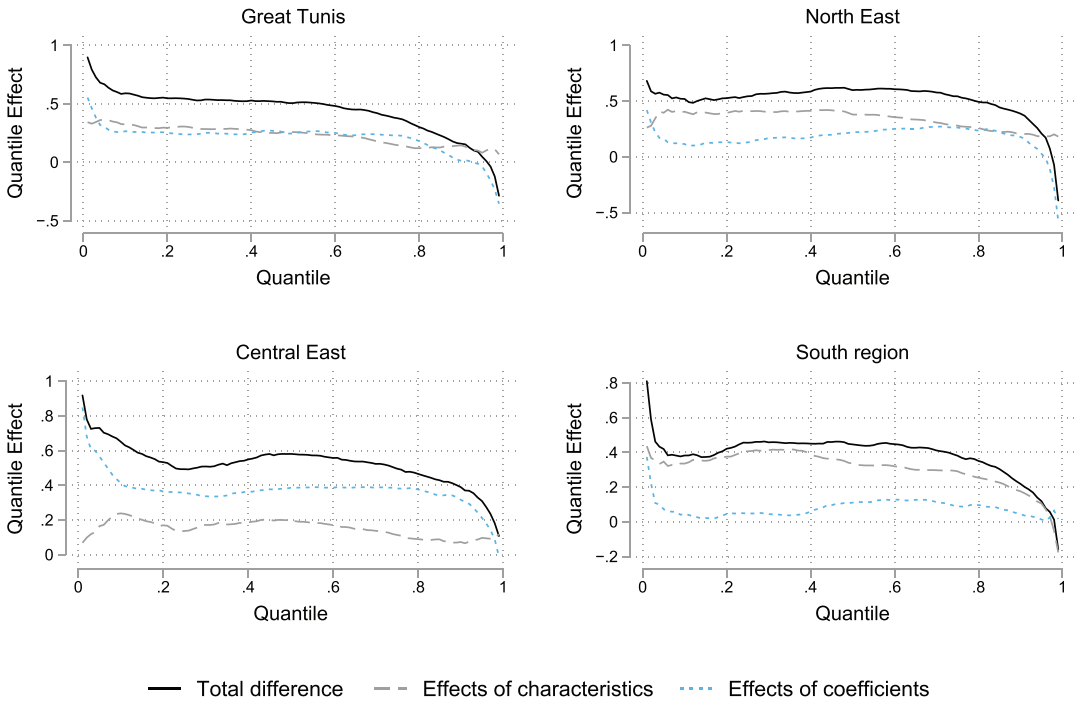 Great Tunis
North East
Quantile Effect
1
.5
0
−.5
0
.2
.4
.6
.8
1
Quantile
Quantile Effect
1
.5
0
−.5
0
.2
.4
.6
.8
1
Quantile
Central East
South region
Quantile Effect
1
.8
.6
.4
.2
0
0
.2
.4
.6
.8
1
Quantile
Quantile Effect
.8
.6
.4
.2
0
−.2
0
.2
.4
.6
.8
1
Quantile
Total difference
Effects of characteristics
Effects of coefficients